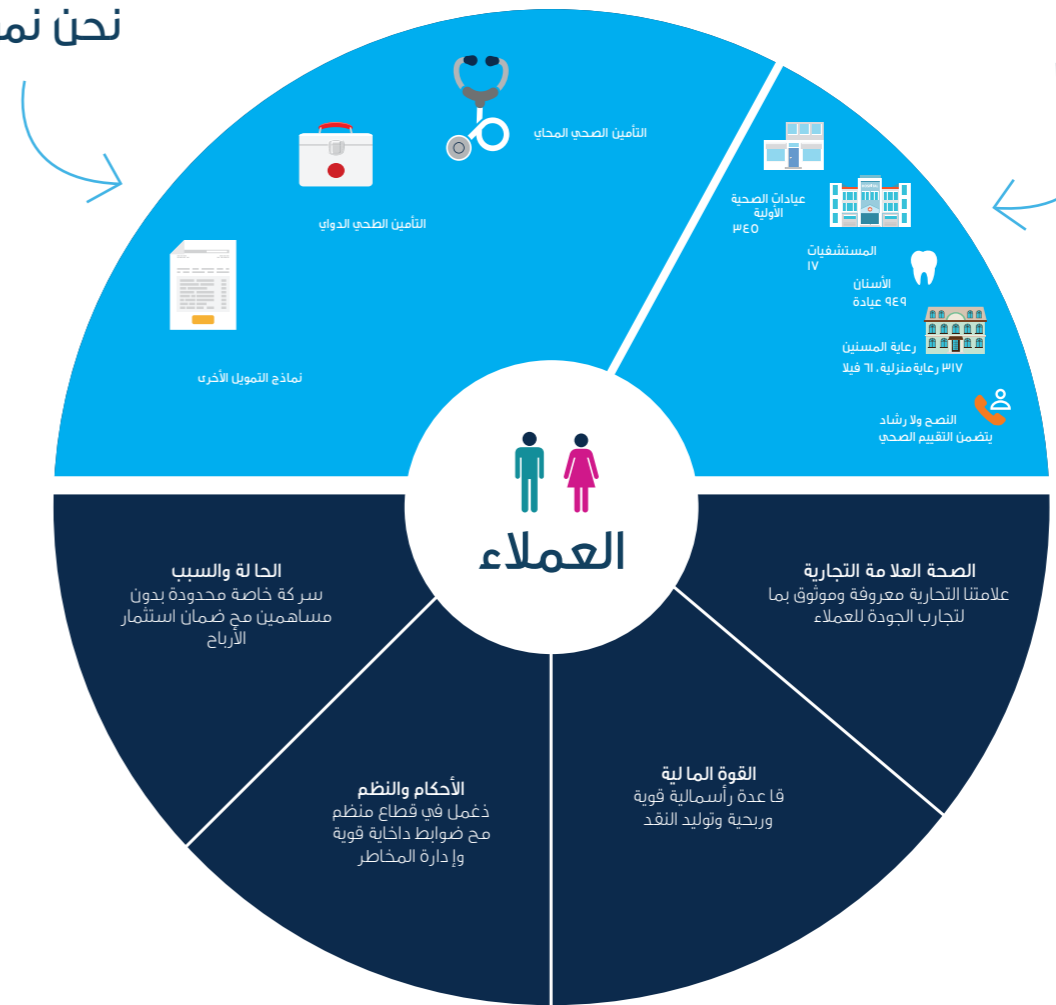 نحن نم
التأمين الصحي المحاي
التأمين الطحي الدواي
نماذج التمويل الأخرى
عيادات الصحية
الأولية
٣٤٥
المستشفيات
١٧
الأسنان
٩٤٩ عيادة
رعاية المسنين
٣١٧ رعاية منزلية، ٦١ فيلا
النصح ولا رشاد
يتضمن التقييم الصحي
العملاء
الصحة العلا مة التجارية
علامتنا التحارية معروفة وموثوق بما
لتجارب الجودة للعملاء
القوة الما لية
قا عدة رأسمالية قوية
وربحية وتوليد النقد
الأحكام والنظم
ذغمل في قطاع منظم
مح ضوابط داخاية قوية
وإ دارة المخاطر
الحا لة والسبب
سر كة خاصة محدودة بدون
مساهمين مح ضمان استثمار
الأرباح